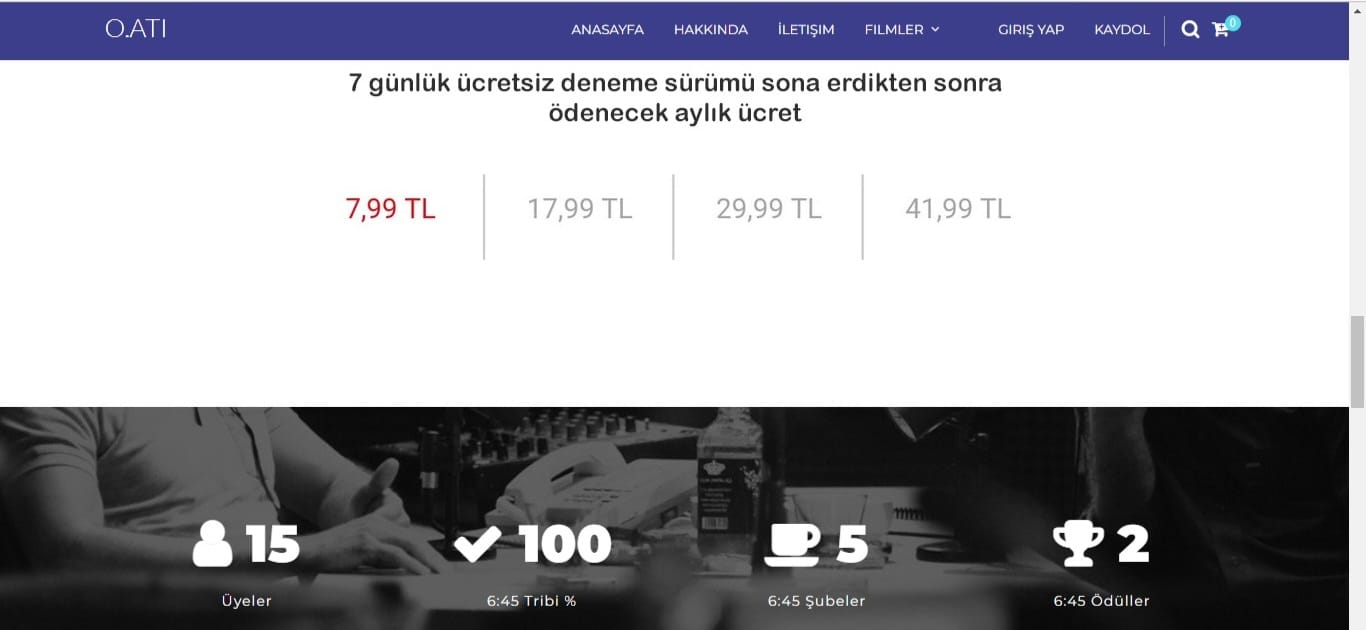 O.ATI
ANASAYFA
HAKKINDA
İLETIŞIM
FILMLER
GIRIŞ YAP
KAYDOL
0
7 günlük ücretsiz deneme sürümü sona erdikten sonra
ödenecek aylık ücret
7,99 TL
17,99 TL
29,99 TL
41,99 TL
15
100
5
2
Üyeler
6:45 Tribi %
6:45 Şubeler
6:45 Ödüller